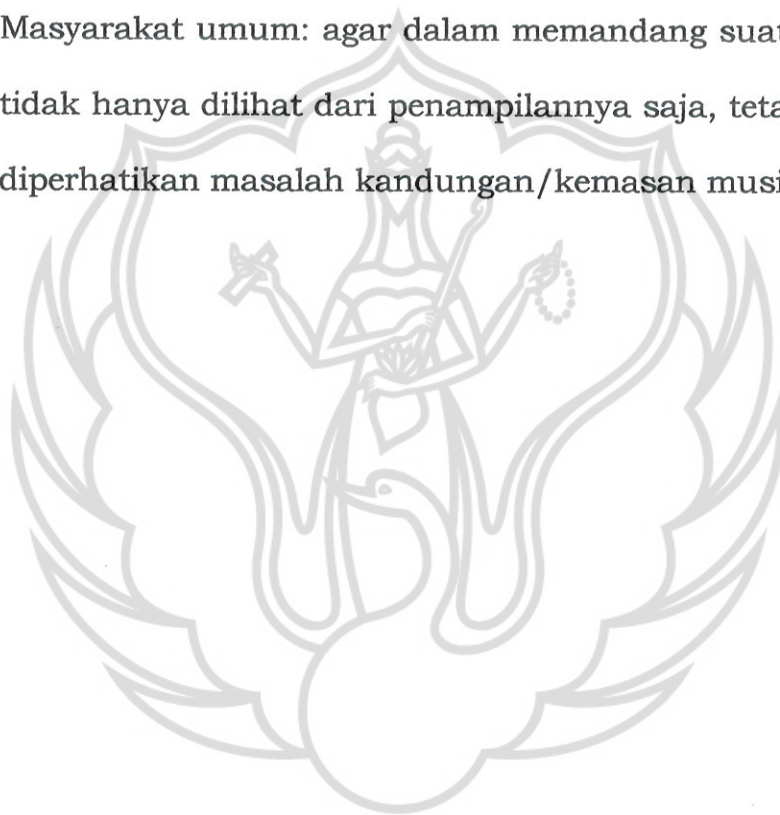 Masyarakat umum: agar dalam memandang suat
tidak hanya dilihat dari penampilannya saja, teta
diperhatikan masalah kandungan/kemasan musi